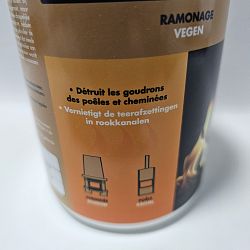 RAMONAGE
VEGEN
• Détruit les goudrons
des poêles et cheminées
• Vernietigt de teerafzettingen
in rookkanalen